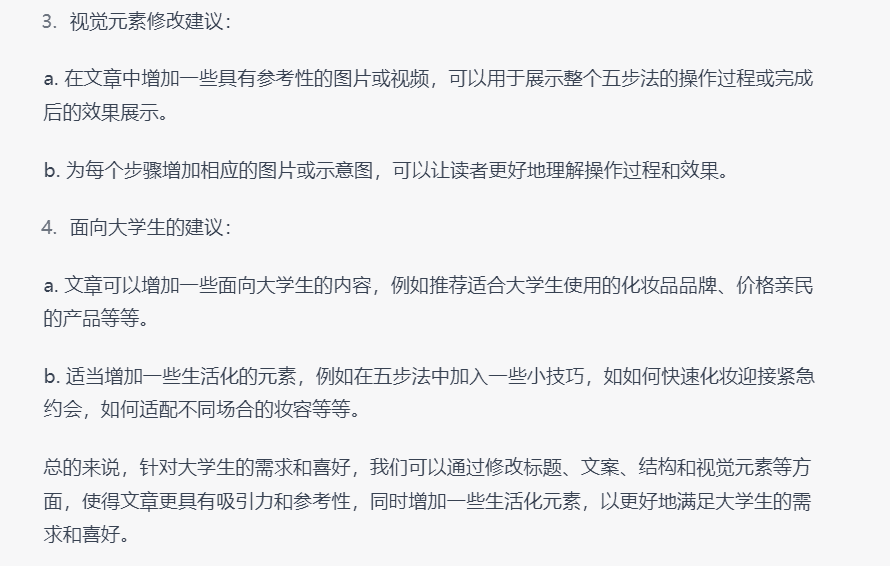 3. 视觉元素修改建议：
a. 在文章中增加一些具有参考性的图片或视频，可以用于展示整个五步法的操作过程或完成
后的效果展示。
b. 为每个步骤增加相应的图片或示意图，可以让读者更好地理解操作过程和效果。
4. 面向大学生的建议：
a. 文章可以增加一些面向大学生的内容，例如推荐适合大学生使用的化妆品品牌、价格亲民
的产品等等。
b. 适当增加一些生活化的元素，例如在五步法中加入一些小技巧，如如何快速化妆迎接紧急
约会，如何适配不同场合的妆容等等。
总的来说，针对大学生的需求和喜好，我们可以通过修改标题、文案、结构和视觉元素等方
面，使得文章更具有吸引力和参考性，同时增加一些生活化元素，以更好地满足大学生的需
求和喜好。